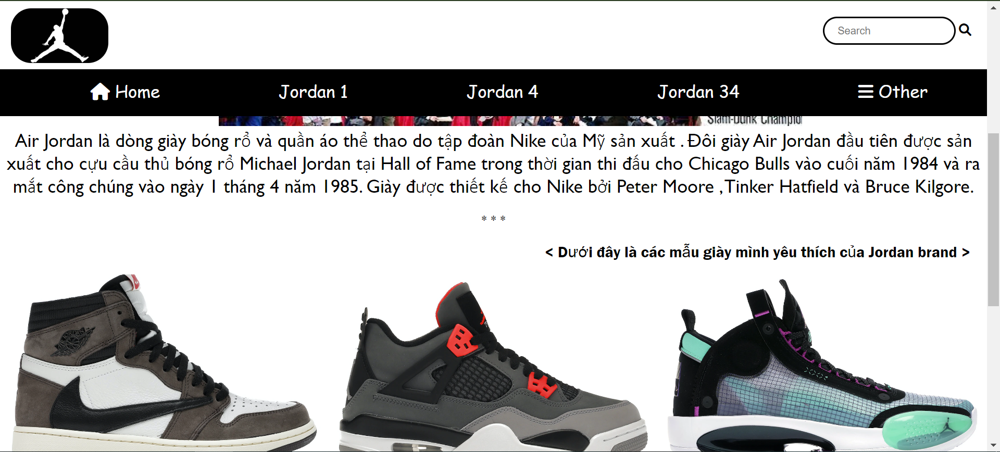 Search
Home
Jordan 1
Jordan 4
Jordan 34
Other
Slam-Dunk Champion
Air Jordan là dòng giày bóng rổ và quần áo thể thao do tập đoàn Nike của Mỹ sản xuất . Đôi giày Air Jordan đầu tiên được sản
xuất cho cựu cầu thủ bóng rổ Michael Jordan tại Hall of Fame trong thời gian thi đấu cho Chicago Bulls vào cuối năm 1984 và ra
mắt công chúng vào ngày 1 tháng 4 năm 1985. Giày được thiết kế cho Nike bởi Peter Moore ,Tinker Hatfield và Bruce Kilgore.
* * *
< Dưới đây là các mẫu giày mình yêu thích của Jordan brand >